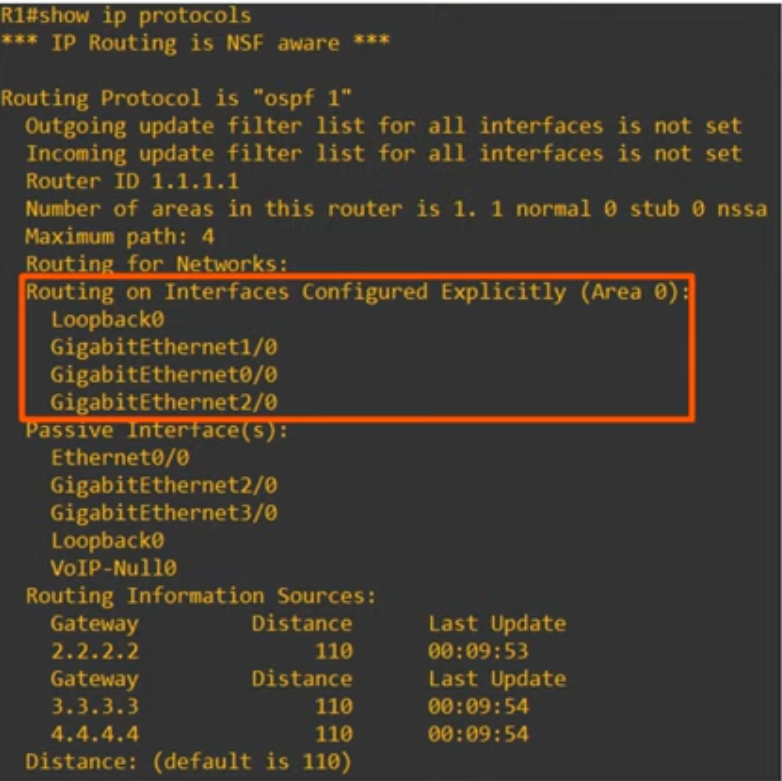 R1#show ip protocols
*** IP Routing is NSF aware ***
Routing Protocol is "ospf 1"
Outgoing update filter list for all interfaces is not set
Incoming update filter list for all interfaces is not set
Router ID 1.1.1.1
Number of areas in this router is 1. 1 normal 0 stub 0 nssa
Maximum path: 4
Routing for Networks:
Routing on Interfaces Configured Explicitly (Area 0):
Loopback0
GigabitEthernet1/0
GigabitEthernet0/0
GigabitEthernet2/0
Passive Interface(s):
Ethernet0/0
GigabitEthernet2/0
GigabitEthernet3/0
Loopback0
VoIP-Null0
Routing Information Sources:
Gateway Distance Last Update
2.2.2.2 110 00:09:53
Gateway Distance Last Update
3.3.3.3 110 00:09:54
4.4.4.4 110 00:09:54
Distance: (default is 110)